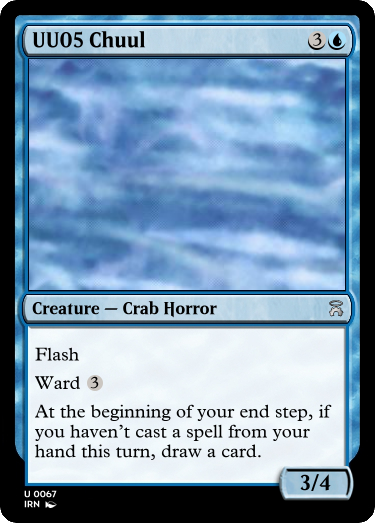 UU05 Chuul 3
Creature — Crab Horror
Flash
Ward 3
At the beginning of your end step, if
you haven't cast a spell from your
hand this turn, draw a card.
3/4
U 0067
IRN